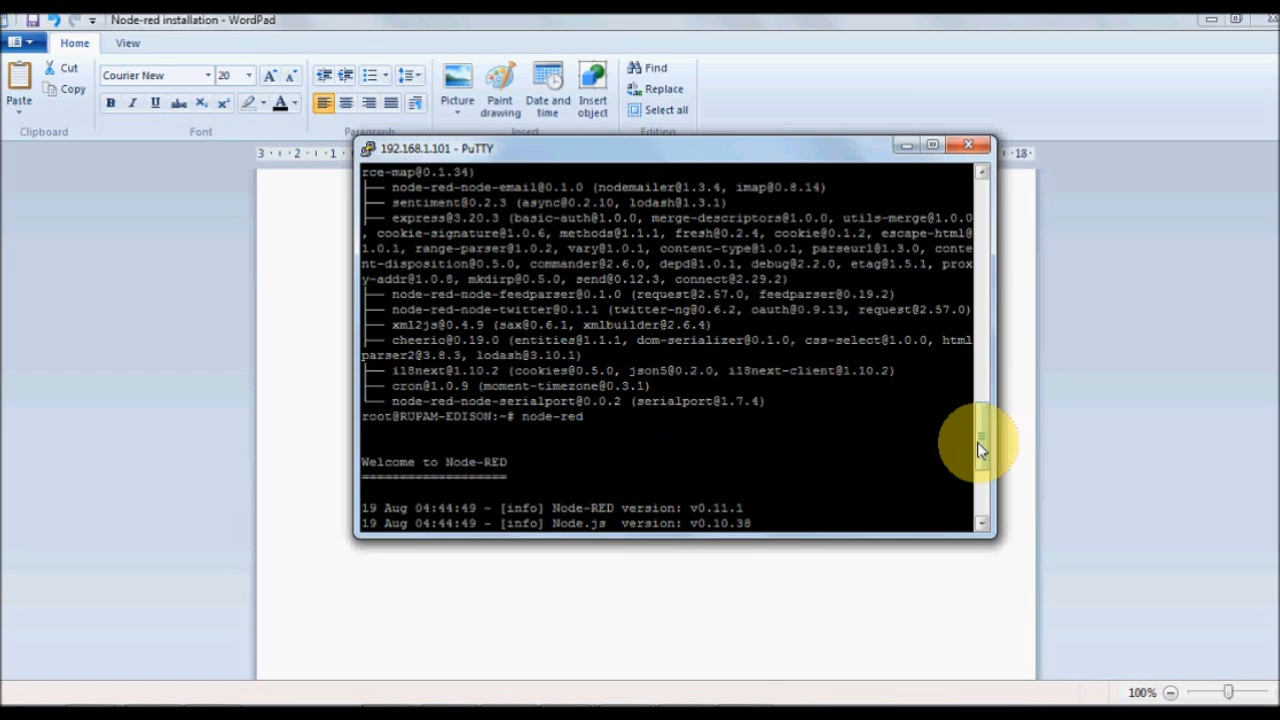 Node-red installation - WordPad
Home View
Paste
Cut
Copy
Clipboard
Courier New 20
B I U abc X₂ X² A
Font
Paragraph
Picture
Paint drawing
Date and time
Insert object
Insert
Find
Replace
Select all
Editing
3 · 2 · 1 18
192.168.1.101 - PuTTY
rce-map@0.1.34)
├── node-red-node-email@0.1.0 (nodemailer@1.3.4, imap@0.8.14)
├── sentiment@0.2.3 (async@0.2.10, lodash@1.3.1)
├── express@3.20.3 (basic-auth@1.0.0, merge-descriptors@1.0.0, utils-merge@1.0.0
, cookie-signature@1.0.6, methods@1.1.1, fresh@0.2.4, cookie@0.1.2, escape-html@
1.0.1, range-parser@1.0.2, vary@1.0.1, content-type@1.0.1, parseurl@1.3.0, conte
nt-disposition@0.5.0, commander@2.6.0, depd@1.0.1, debug@2.2.0, etag@1.5.1, prox
y-addr@1.0.8, mkdirp@0.5.0, send@0.12.3, connect@2.29.2)
├── node-red-node-feedparser@0.1.0 (request@2.57.0, feedparser@0.19.2)
├── node-red-node-twitter@0.1.1 (twitter-ng@0.6.2, oauth@0.9.13, request@2.57.0)
├── xml2js@0.4.9 (sax@0.6.1, xmlbuilder@2.6.4)
├── cheerio@0.19.0 (entities@1.1.1, dom-serializer@0.1.0, css-select@1.0.0, html
parser2@3.8.3, lodash@3.10.1)
├── i18next@1.10.2 (cookies@0.5.0, json5@0.2.0, i18next-client@1.10.2)
├── cron@1.0.9 (moment-timezone@0.3.1)
└── node-red-node-serialport@0.0.2 (serialport@1.7.4)
root@RUPAM-EDISON:~# node-red
Welcome to Node-RED
===================
19 Aug 04:44:49 - [info] Node-RED version: v0.11.1
19 Aug 04:44:49 - [info] Node.js  version: v0.10.38
100%